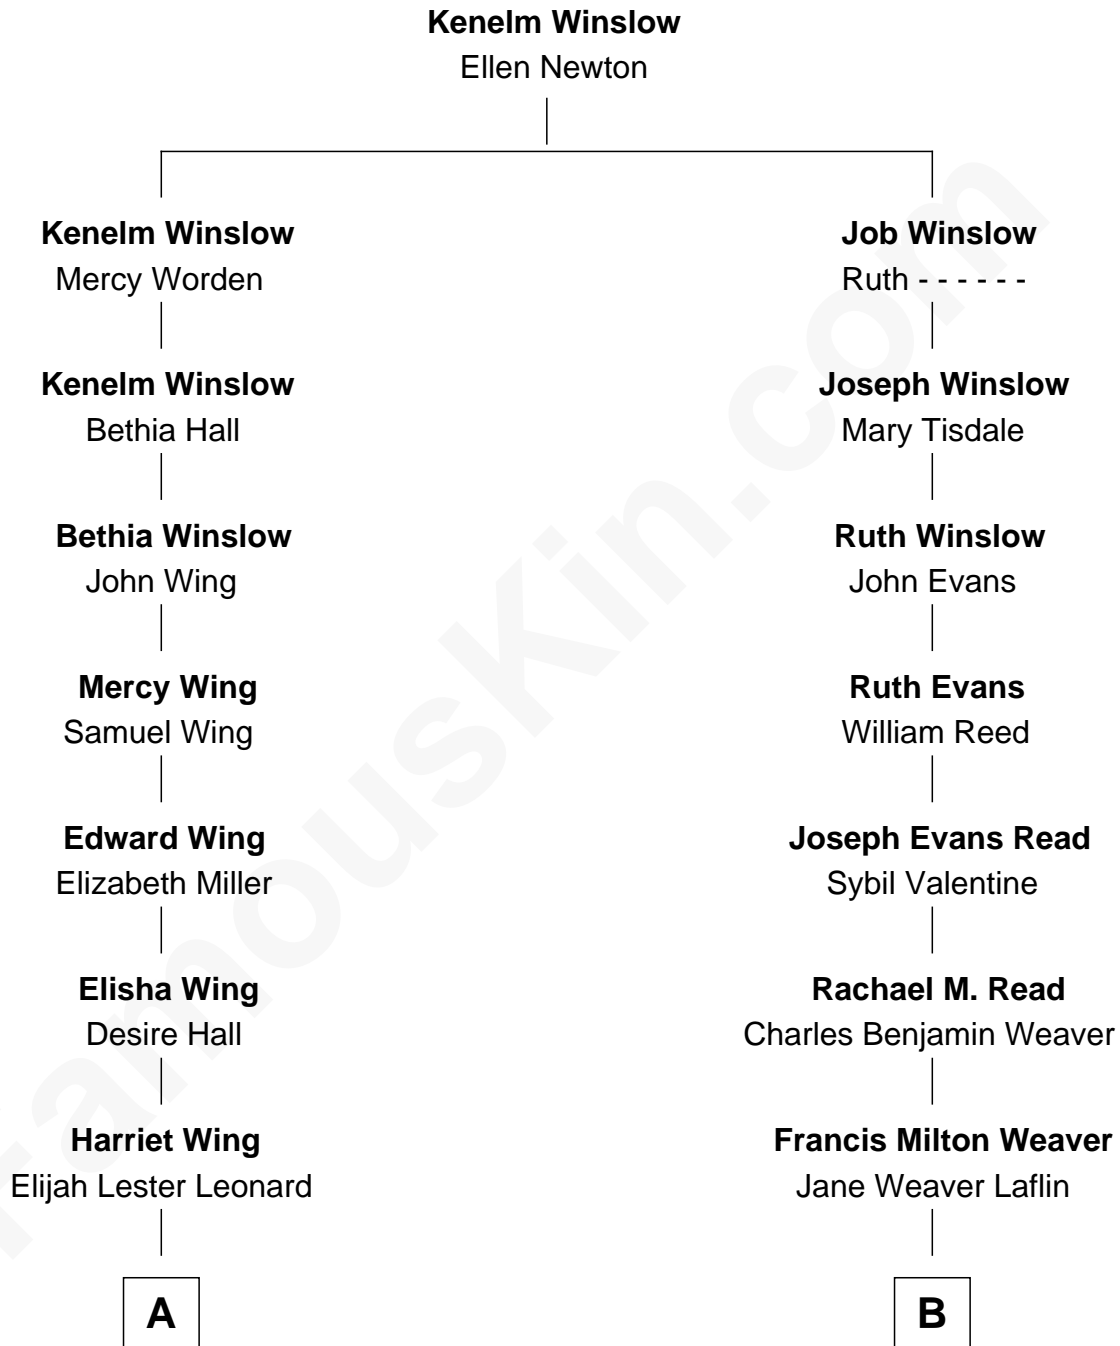 Kenelm Winslow
Ellen Newton
Kenelm Winslow
Mercy Worden
Job Winslow
Ruth - - - - - -
Kenelm Winslow
Bethia Hall
Joseph Winslow
Mary Tisdale
Bethia Winslow
John Wing
Ruth Winslow
John Evans
Mercy Wing
Samuel Wing
Ruth Evans
William Reed
Edward Wing
Elizabeth Miller
Joseph Evans Read
Sybil Valentine
Elisha Wing
Desire Hall
Rachael M. Read
Charles Benjamin Weaver
Harriet Wing
Elijah Lester Leonard
Francis Milton Weaver
Jane Weaver Laflin
A
B
FamousKin.com